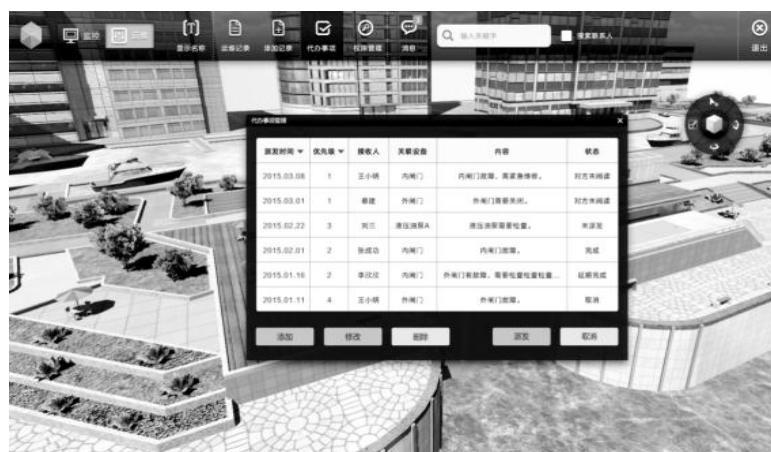 监控
运维
显示名称
运维记录
添加记录
代办事项
权限管理
消息
输入关键字
搜索联系人
退出
代办事项管理
派发时间 优先级 接收人 关联设备 内容 状态
2015.03.08 1 王小明 内闸门 内闸门故障，需紧急维修。 对方未阅读
2015.03.01 1 蔡建 外闸门 外闸门需要关闭。 对方未阅读
2015.02.22 3 刘三 液压油泵A 液压油泵需要检查。 未派发
2015.02.01 2 张成功 内闸门 内闸门故障。 完成
2015.01.16 2 李欣欣 内闸门 外闸门有故障，需要检查检查检查... 延期完成
2015.01.11 4 王小明 外闸门 外闸门故障。 取消
添加 修改 删除 派发 取消